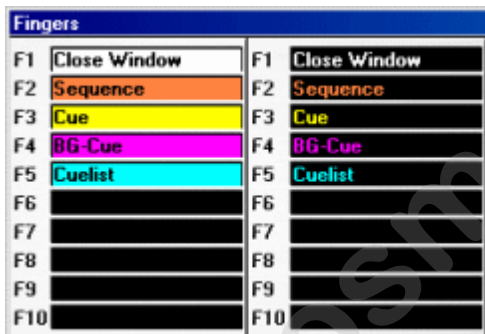 Fingers
F1 Close Window F1 Close Window
F2 Sequence F2 Sequence
F3 Cue F3 Cue
F4 BG-Cue F4 BG-Cue
F5 Cuelist F5 Cuelist
F6 F6
F7 F7
F8 F8
F9 F9
F10 F10